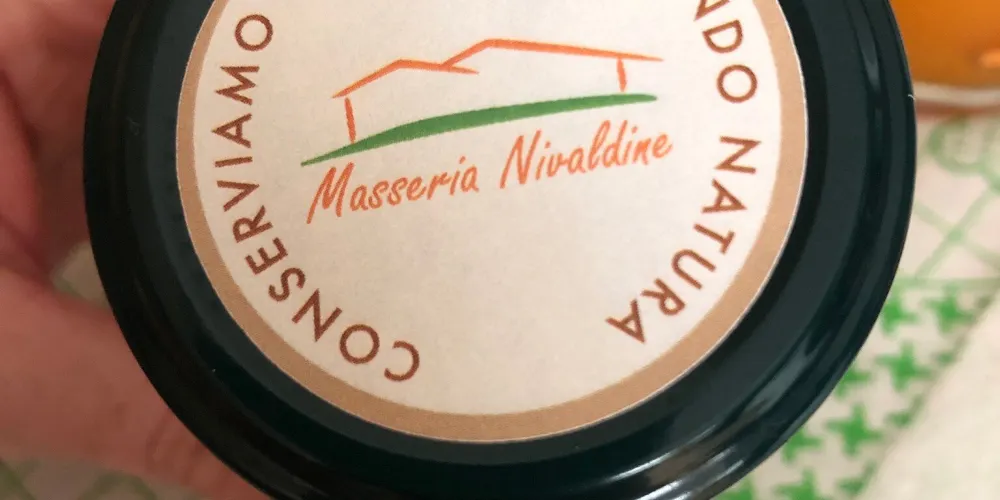 CONSERVIAMO
NDO NATURA
Masseria Nivaldine